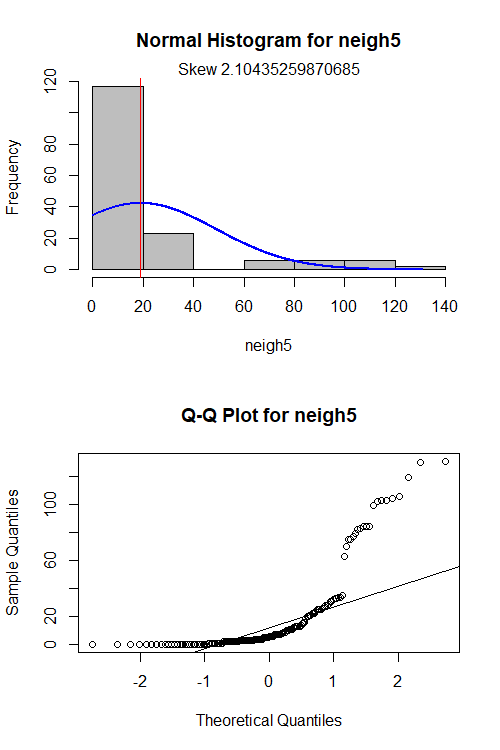 Normal Histogram for neigh5
Skew 2.10435259870685
Frequency
0 20 40 60 80 120
0 20 40 60 80 100 120 140
neigh5
Q-Q Plot for neigh5
Sample Quantiles
0 20 60 100
-2 -1 0 1 2
Theoretical Quantiles